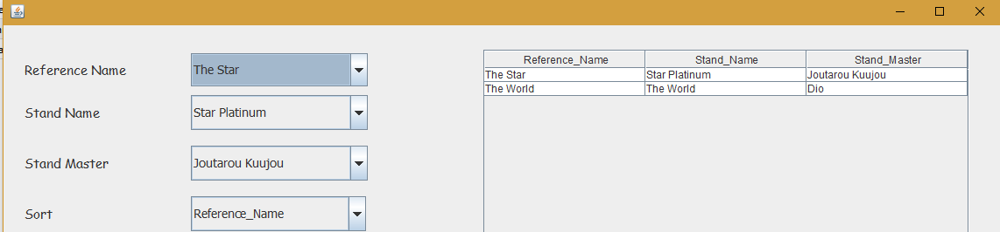 Reference Name The Star
Stand Name Star Platinum
Stand Master Joutarou Kuujou
Sort Reference_Name
Reference_Name Stand_Name Stand_Master
The Star Star Platinum Joutarou Kuujou
The World The World Dio